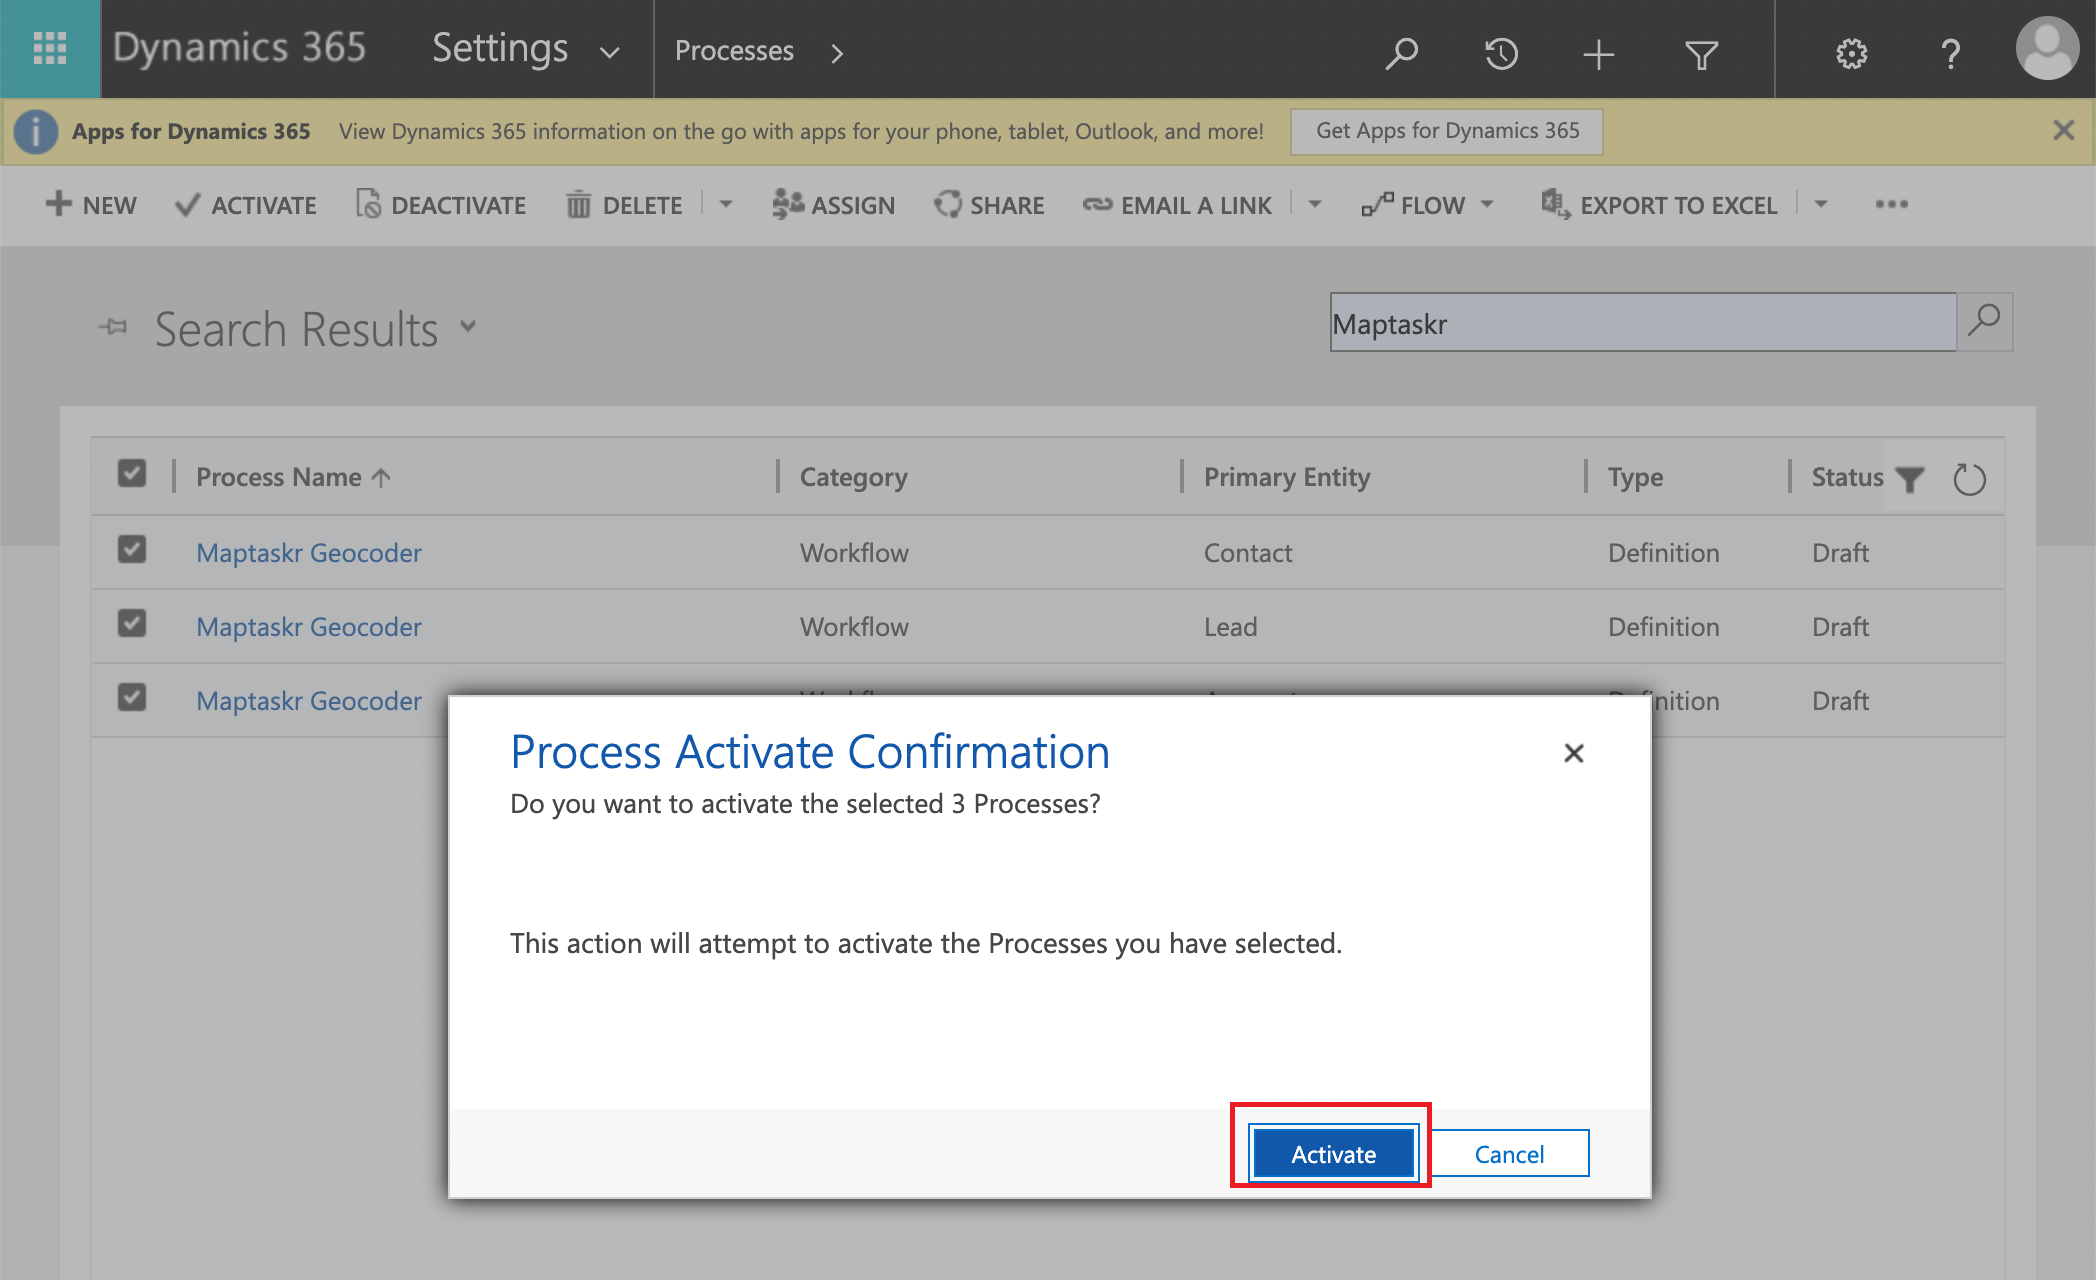 Dynamics 365 Settings Processes
Apps for Dynamics 365 View Dynamics 365 information on the go with apps for your phone, tablet, Outlook, and more! Get Apps for Dynamics 365
NEW ACTIVATE DEACTIVATE DELETE ASSIGN SHARE EMAIL A LINK FLOW EXPORT TO EXCEL
Search Results
Maptaskr
Process Name Category Primary Entity Type Status
Maptaskr Geocoder Workflow Contact Definition Draft
Maptaskr Geocoder Workflow Lead Definition Draft
Maptaskr Geocoder Draft
Process Activate Confirmation
Do you want to activate the selected 3 Processes?
This action will attempt to activate the Processes you have selected.
Activate Cancel